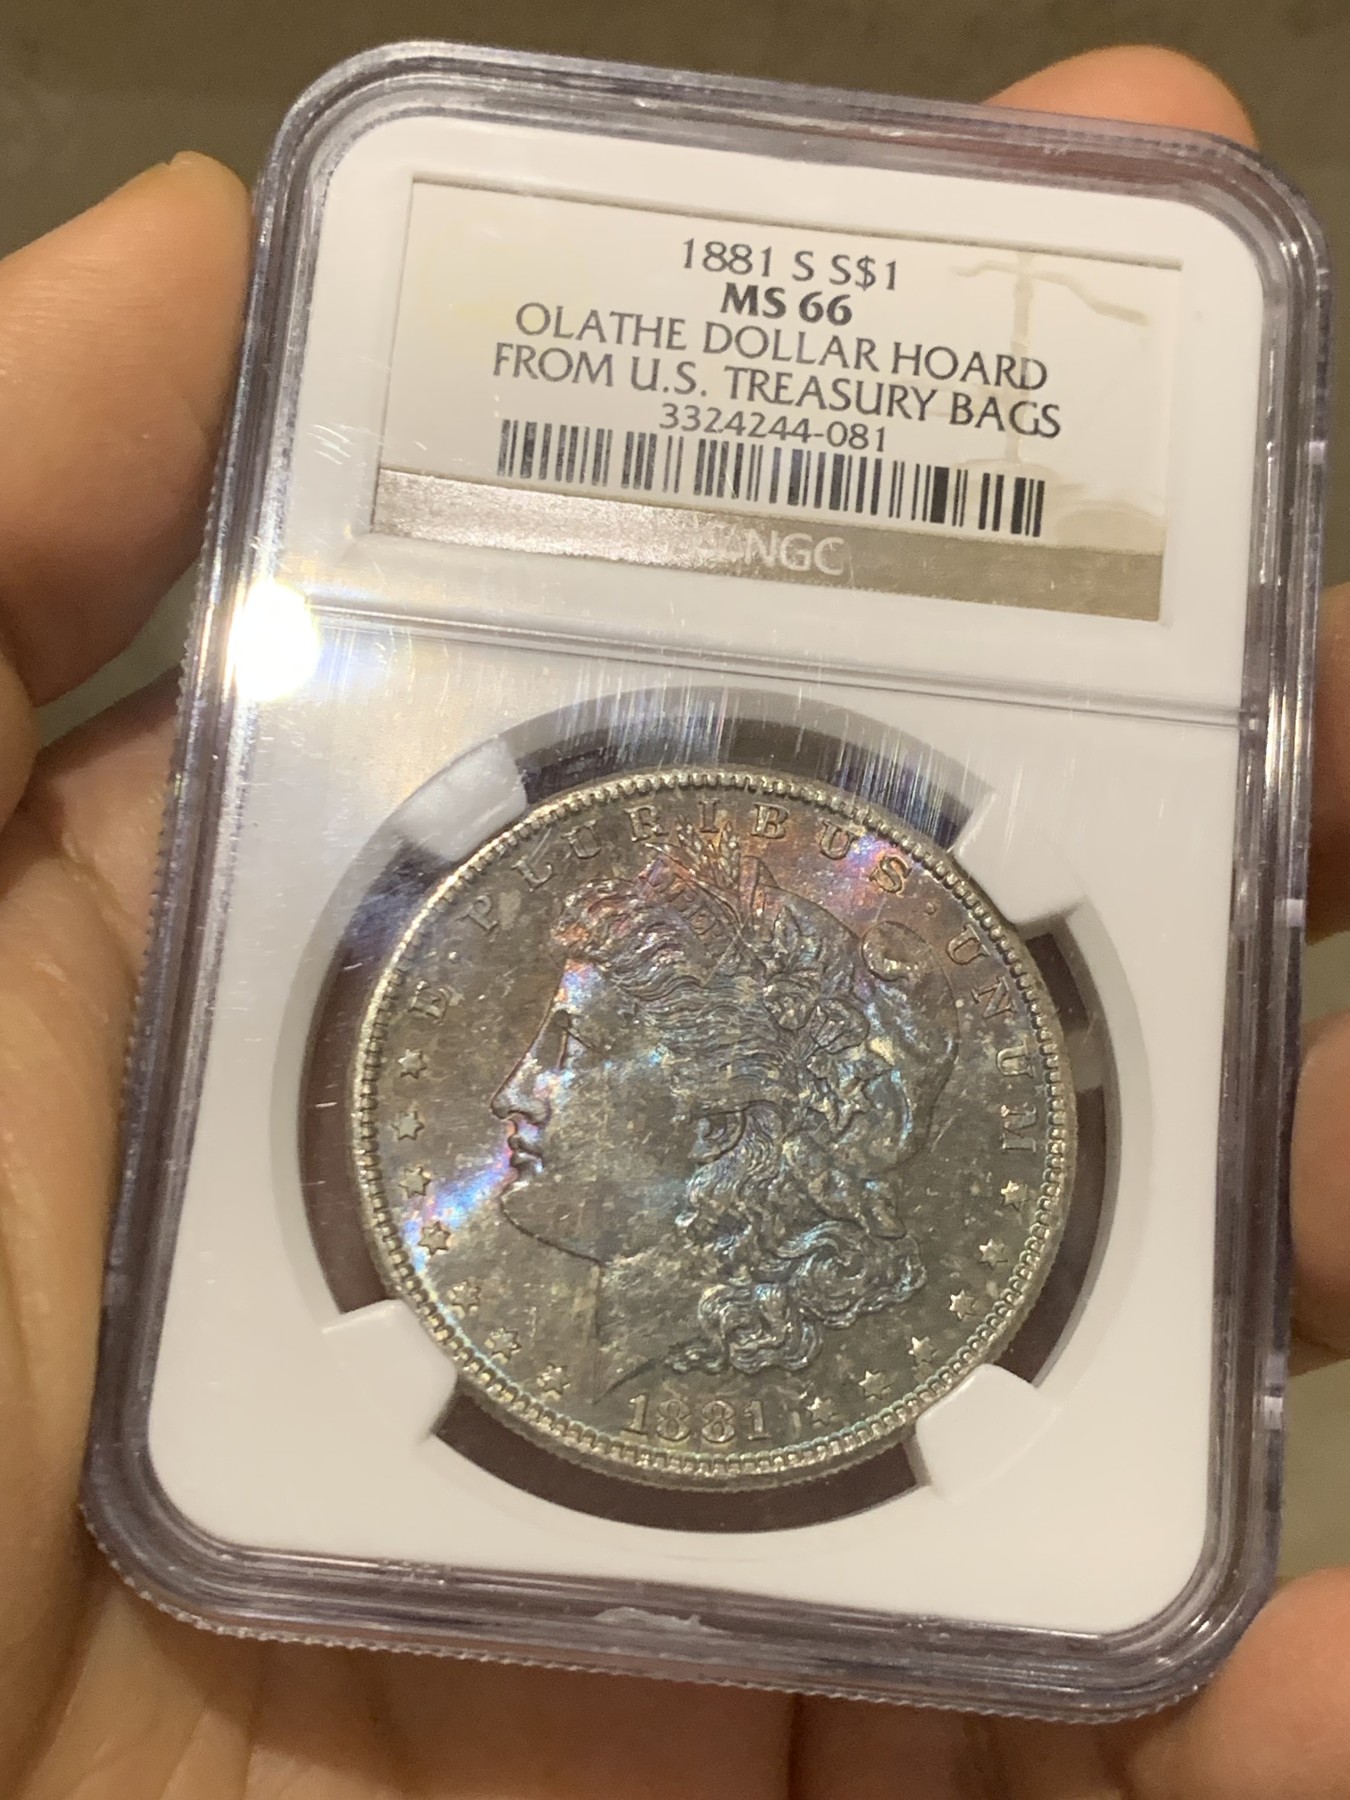 1881 S S$1
MS 66
OLATHE DOLLAR HOARD
FROM U.S. TREASURY BAGS
3324244-081
NGC
E PLURIBUS · UNUM
1881